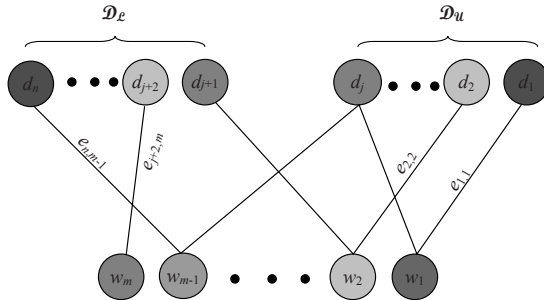 𝒟ℒ 𝒟𝒰
dn • • • dj+2 dj+1 dj • • • d2 d1
en,m-1 ej+2,m e2,2 e1,1
wm wm-1 • • • w2 w1